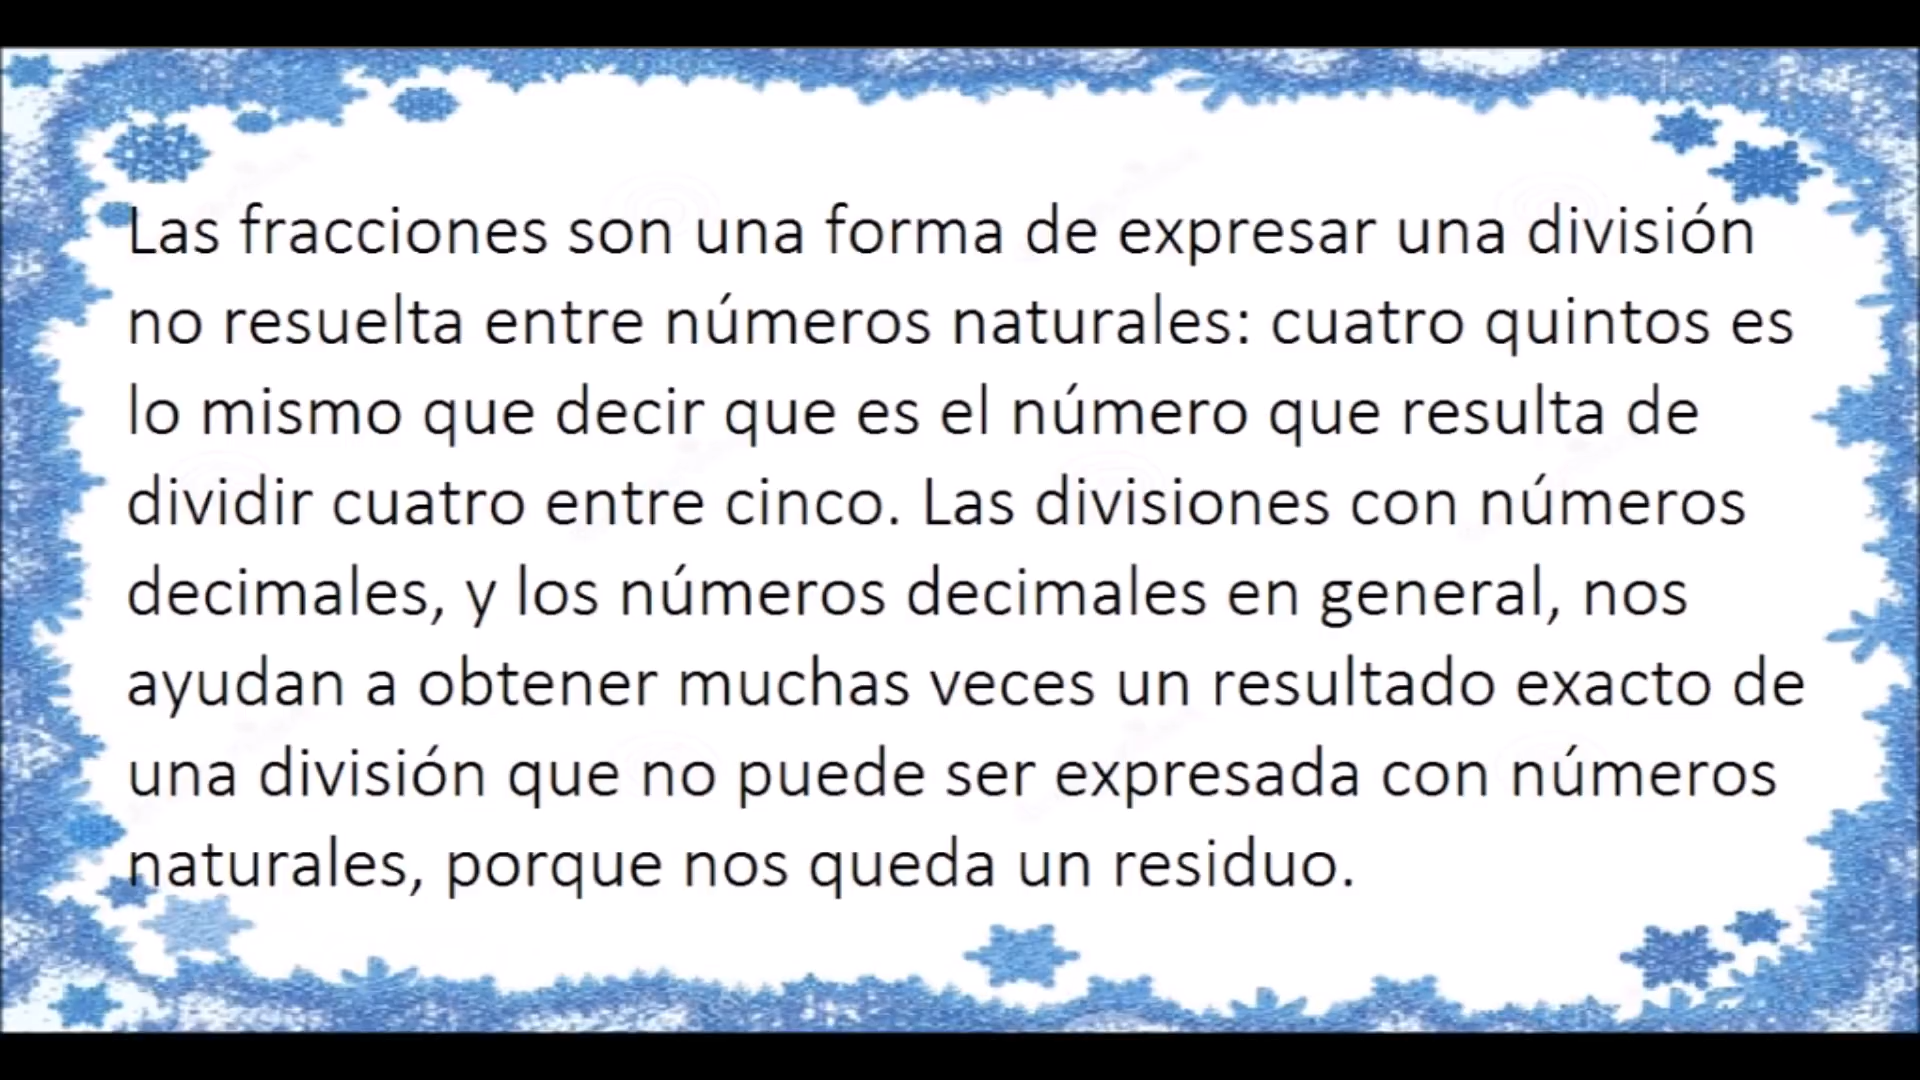 Las fracciones son una forma de expresar una división
no resuelta entre números naturales: cuatro quintos es
lo mismo que decir que es el número que resulta de
dividir cuatro entre cinco. Las divisiones con números
decimales, y los números decimales en general, nos
ayudan a obtener muchas veces un resultado exacto de
una división que no puede ser expresada con números
naturales, porque nos queda un residuo.